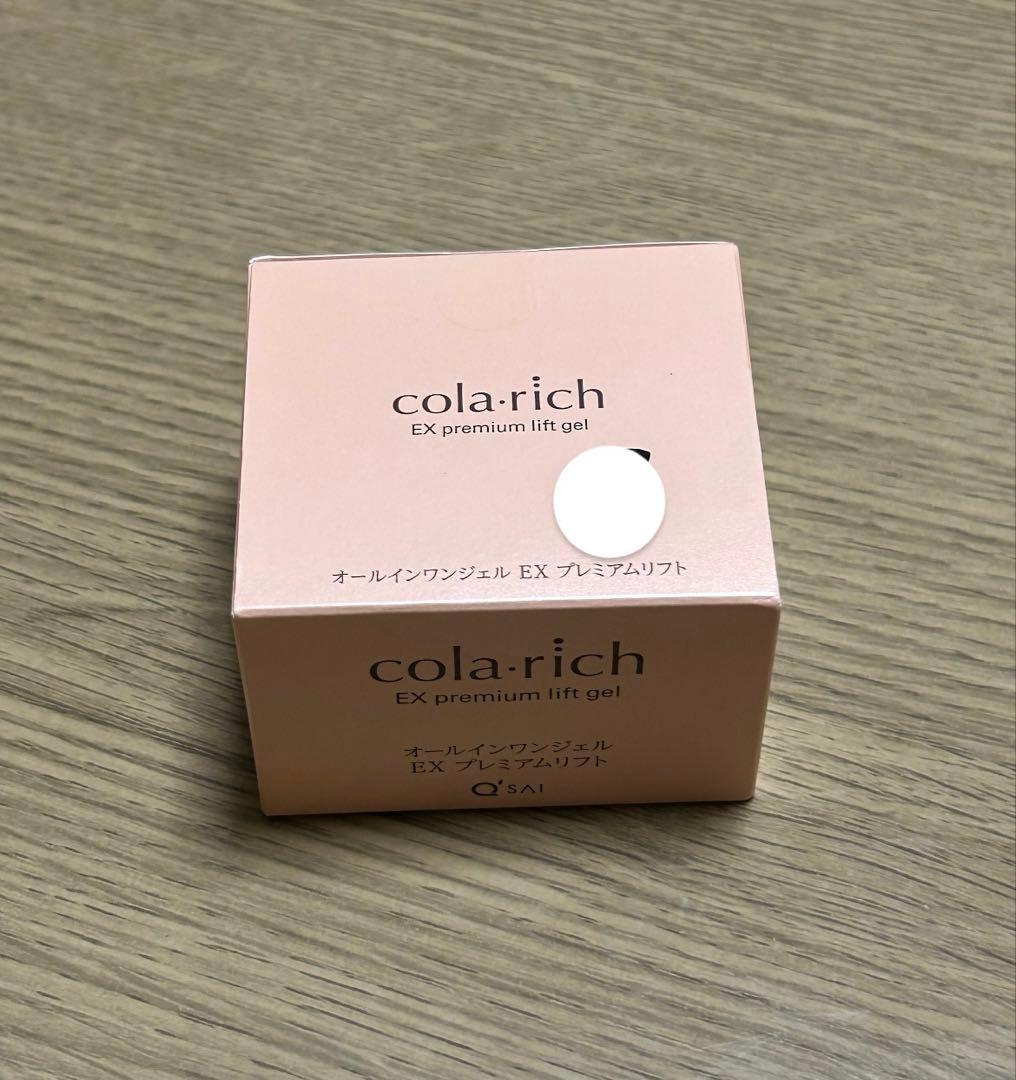 cola·rich
EX premium lift gel
オールインワンジェル EX プレミアムリフト
cola·rich
EX premium lift gel
オールインワンジェル
EX プレミアムリフト
Q'SAI